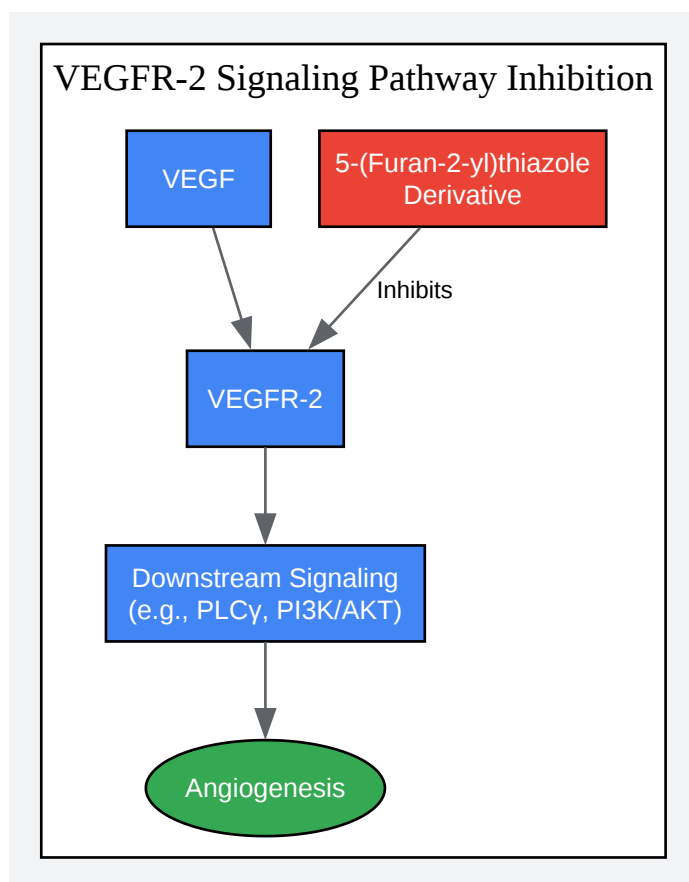 VEGFR-2 Signaling Pathway Inhibition
VEGF
5-(Furan-2-yl)thiazole
Derivative
Inhibits
VEGFR-2
Downstream Signaling
(e.g., PLCγ, PI3K/AKT)
Angiogenesis